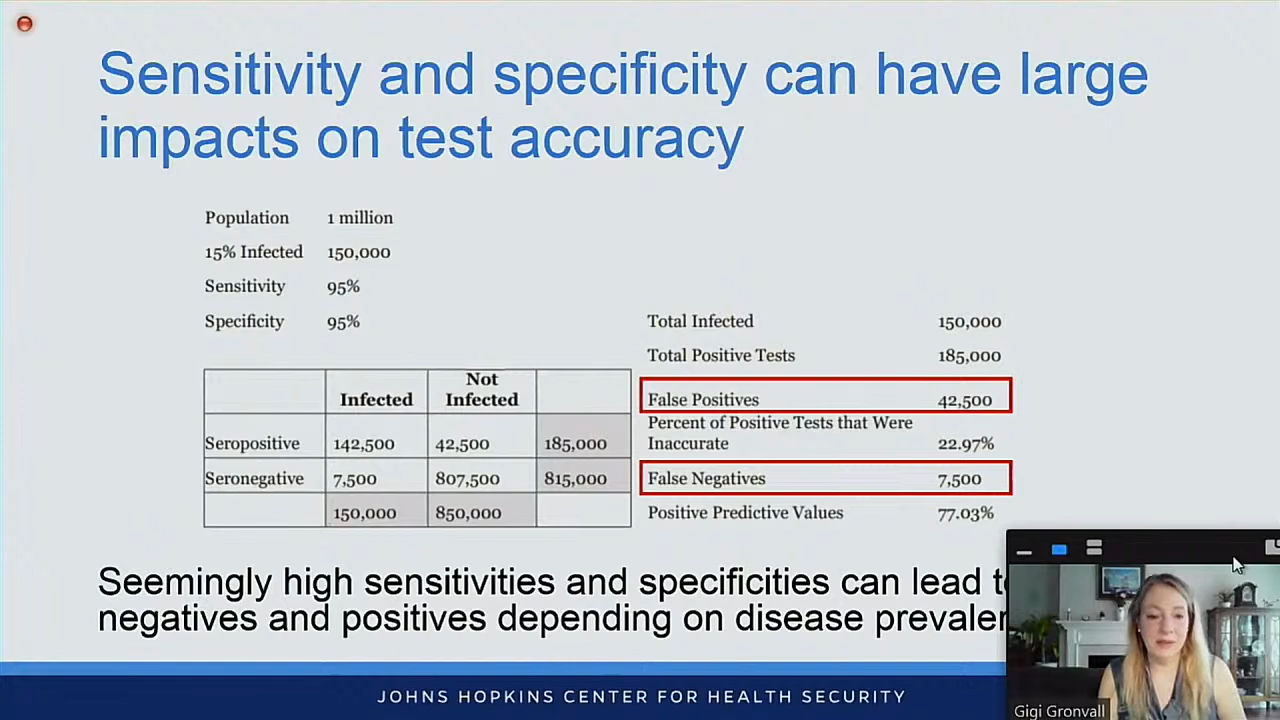 Sensitivity and specificity can have large
impacts on test accuracy
Population 1 million
15% Infected 150,000
Sensitivity 95%
Specificity 95%
Infected Not Infected
Seropositive 142,500 42,500 185,000
Seronegative 7,500 807,500 815,000
150,000 850,000
Total Infected 150,000
Total Positive Tests 185,000
False Positives 42,500
Percent of Positive Tests that Were
Inaccurate 22.97%
False Negatives 7,500
Positive Predictive Values 77.03%
Seemingly high sensitivities and specificities can lead
negatives and positives depending on disease
JOHNS HOPKINS CENTER FOR HEALTH SECURITY
Gigi Gronvall